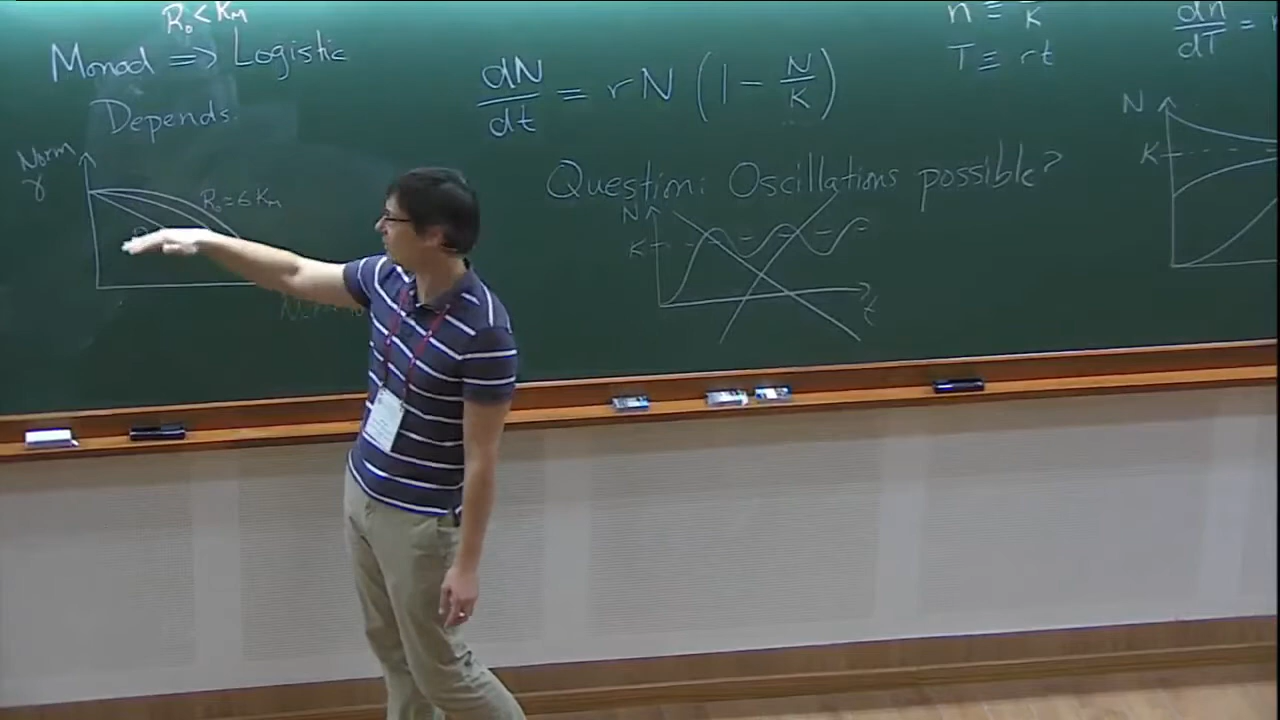 R₀ < K_M
Monod => Logistic
Depends.
Norm
γ
R₀ = 6 K_M
dN/dt = rN (1 - N/K)
Question: Oscillations possible?
N
K
t
T ≡ rt
dn/dT =
N
K